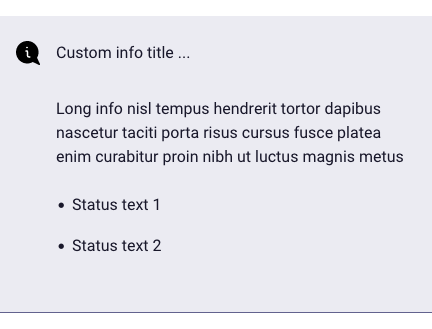 Custom info title ...
Long info nisl tempus hendrerit tortor dapibus
nascetur taciti porta risus cursus fusce platea
enim curabitur proin nibh ut luctus magnis metus
• Status text 1
• Status text 2